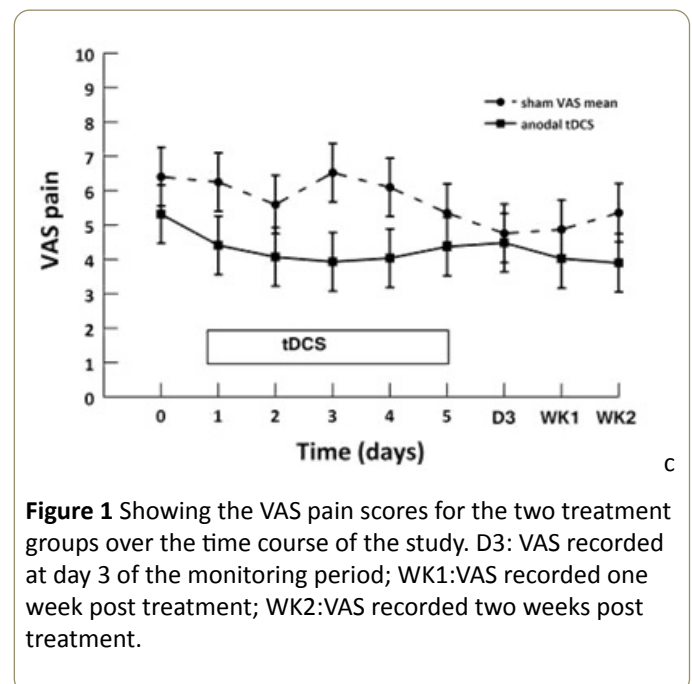 10
9
8
7
6
5
4
3
2
1
0
VAS pain
sham VAS mean
anodal tDCS
tDCS
0 1 2 3 4 5 D3 WK1 WK2
Time (days)
c
Figure 1 Showing the VAS pain scores for the two treatment
groups over the time course of the study. D3: VAS recorded
at day 3 of the monitoring period; WK1:VAS recorded one
week post treatment; WK2:VAS recorded two weeks post
treatment.